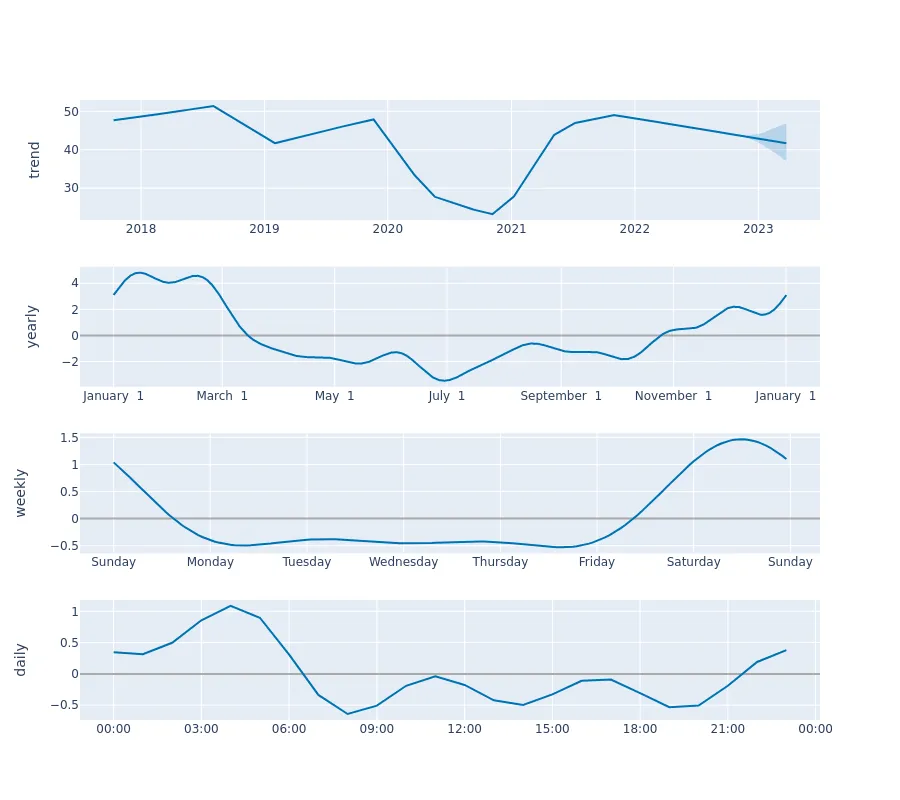 trend
50
40
30
2018 2019 2020 2021 2022 2023
yearly
4
2
0
−2
January 1 March 1 May 1 July 1 September 1 November 1 January 1
weekly
1.5
1
0.5
0
−0.5
Sunday Monday Tuesday Wednesday Thursday Friday Saturday Sunday
daily
1
0.5
0
−0.5
00:00 03:00 06:00 09:00 12:00 15:00 18:00 21:00 00:00